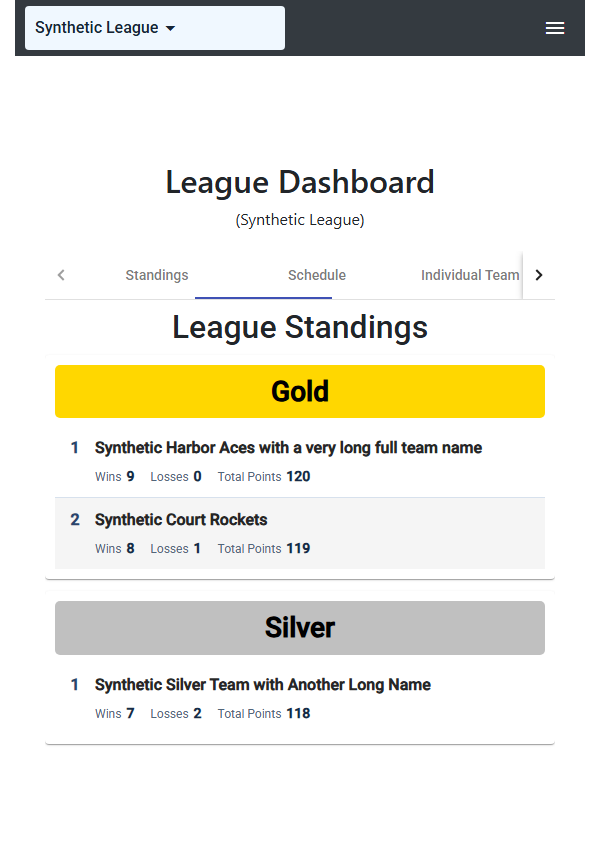 Synthetic League
League Dashboard
(Synthetic League)
Standings Schedule Individual Team
League Standings
Gold
1 Synthetic Harbor Aces with a very long full team name
Wins 9 Losses 0 Total Points 120
2 Synthetic Court Rockets
Wins 8 Losses 1 Total Points 119
Silver
1 Synthetic Silver Team with Another Long Name
Wins 7 Losses 2 Total Points 118